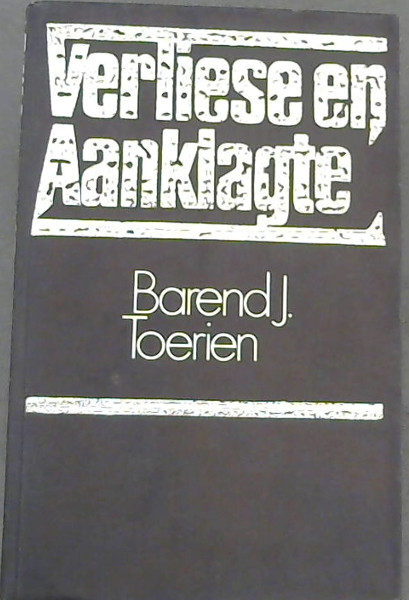 Verliese en
Aanklagte
Barend J.
Toerien